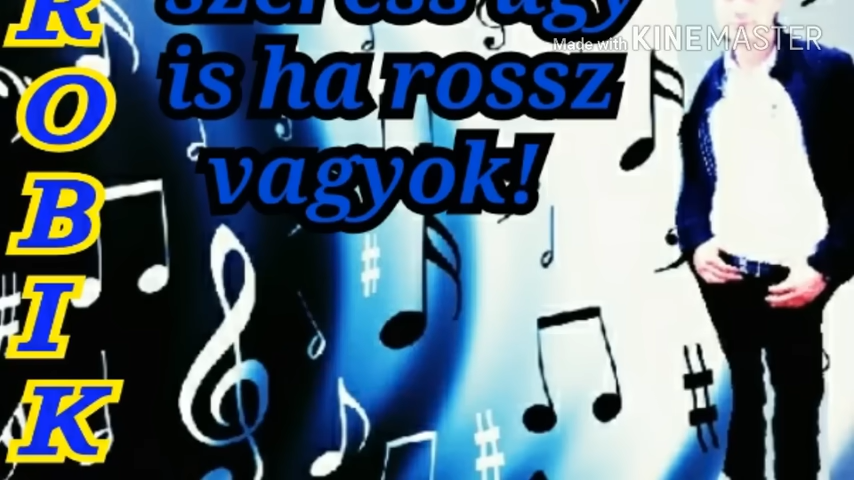 ROBIK
szeress úgy
is ha rossz
vagyok!
Made with KINEMASTER